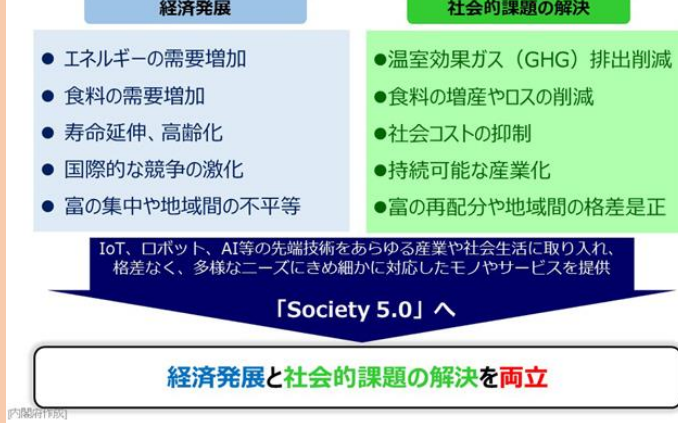 経済発展
社会的課題の解決
● エネルギーの需要増加
● 食料の需要増加
● 寿命延伸、高齢化
● 国際的な競争の激化
● 富の集中や地域間の不平等
●温室効果ガス（GHG）排出削減
●食料の増産やロスの削減
●社会コストの抑制
●持続可能な産業化
●富の再配分や地域間の格差是正
IoT、ロボット、AI等の先端技術をあらゆる産業や社会生活に取り入れ、
格差なく、多様なニーズにきめ細かに対応したモノやサービスを提供
「Society 5.0」へ
経済発展と社会的課題の解決を両立
[内閣府作成]